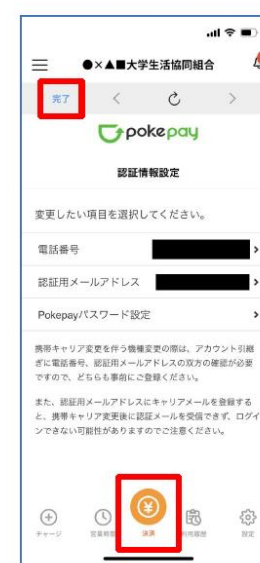 ●×▲■大学生活協同組合
完了
pokepay
認証情報設定
変更したい項目を選択してください。
電話番号
認証用メールアドレス
Pokepayパスワード設定
携帯キャリア変更を伴う機種変更の際は、アカウント引継
ぎに電話番号、認証用メールアドレスの双方の確認が必要
ですので、どちらも事前にご登録ください。
また、認証用メールアドレスにキャリアメールを登録する
と、携帯キャリア変更後に認証メールを受信できず、ログイ
ンできない可能性がありますのでご注意ください。
チャージ
営業時間
決済
利用履歴
設定